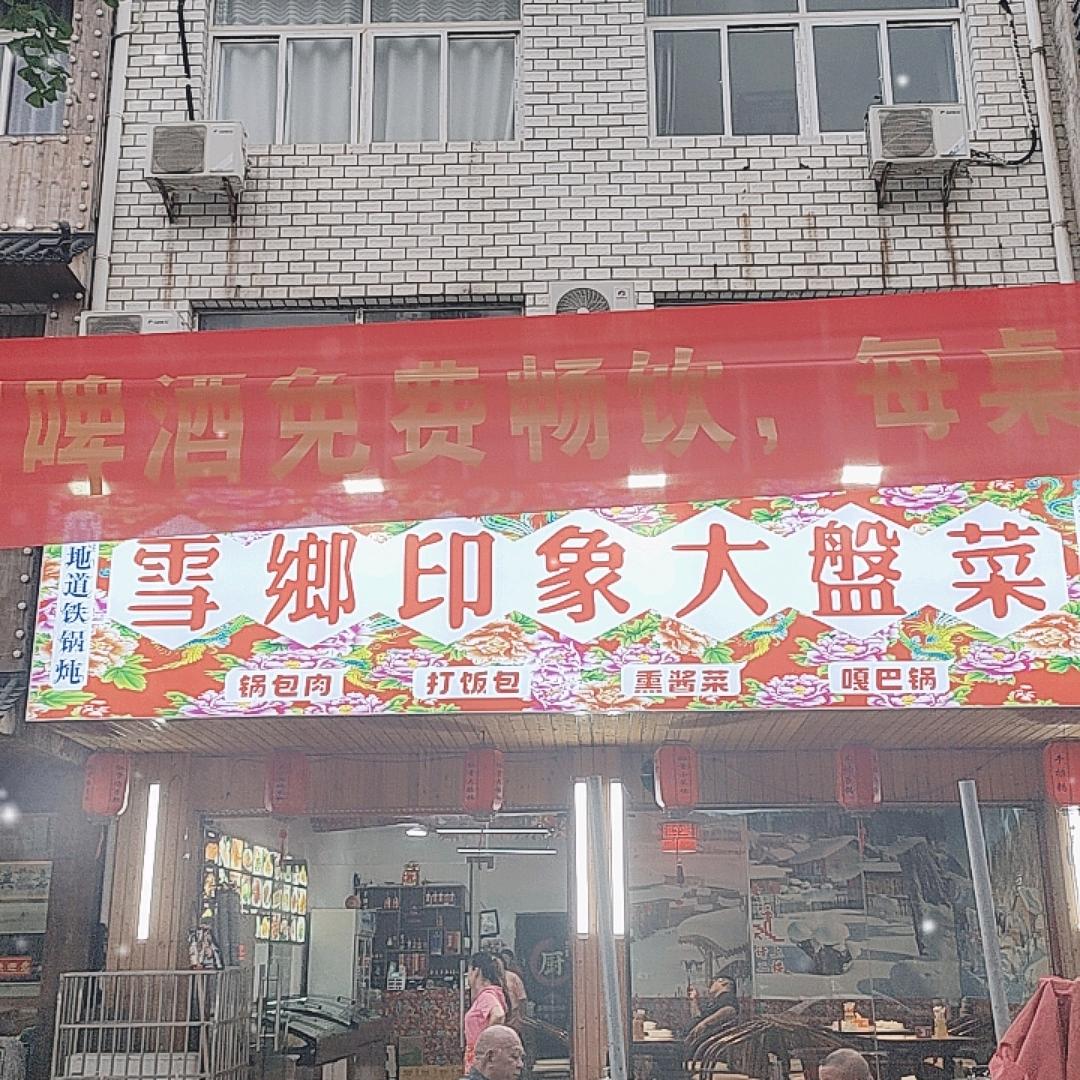 啤酒免费畅饮，每桌
雪鄉印象大盤菜
地道铁锅炖
锅包肉
打饭包
熏酱菜
嘎巴锅
厨